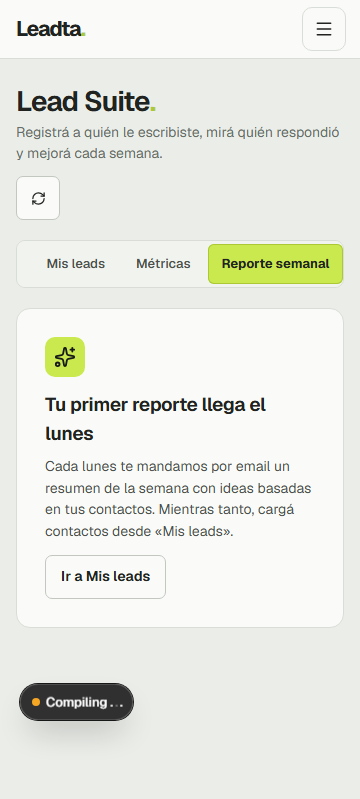 Leadta.
Lead Suite.
Registrá a quién le escribiste, mirá quién respondió
y mejorá cada semana.
Mis leads
Métricas
Reporte semanal
Tu primer reporte llega el
lunes
Cada lunes te mandamos por email un
resumen de la semana con ideas basadas
en tus contactos. Mientras tanto, cargá
contactos desde «Mis leads».
Ir a Mis leads
Compiling ...